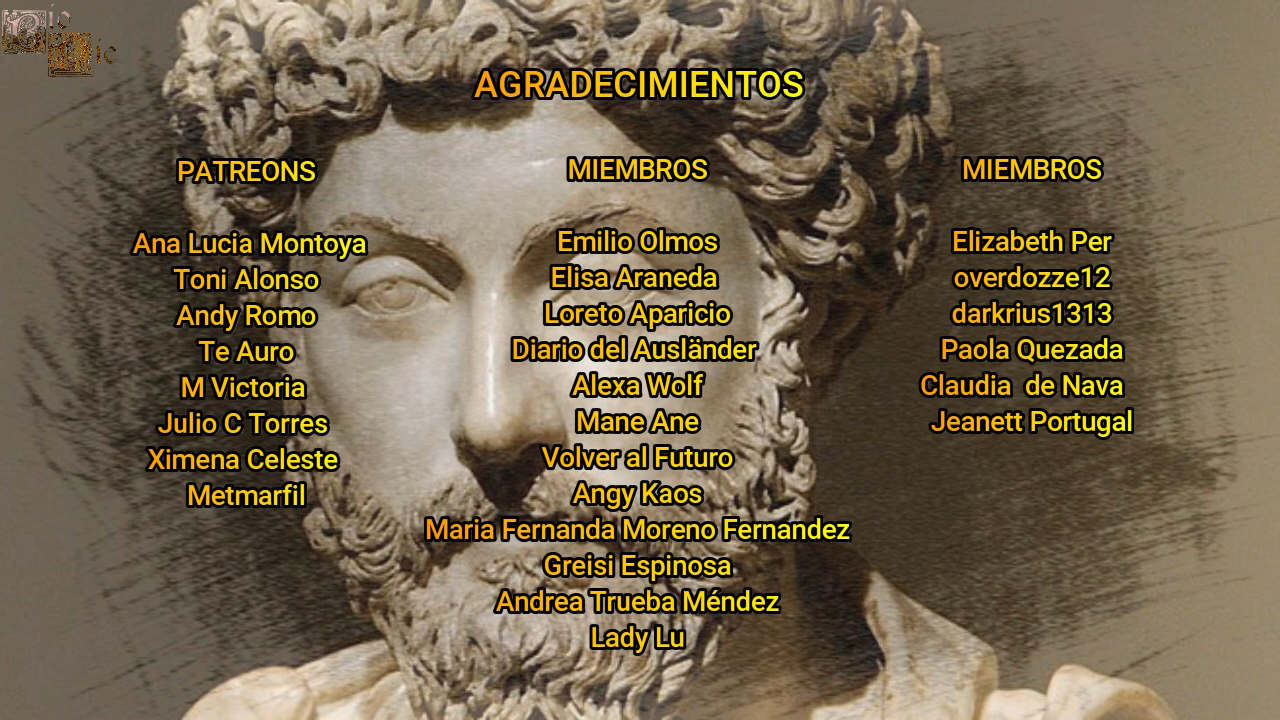 AGRADECIMIENTOS
PATREONS
Ana Lucia Montoya
Toni Alonso
Andy Romo
Te Auro
M Victoria
Julio C Torres
Ximena Celeste
Metmarfil
MIEMBROS
Emilio Olmos
Elisa Araneda
Loreto Aparicio
Diario del Ausländer
Alexa Wolf
Mane Ane
Volver al Futuro
Angy Kaos
Maria Fernanda Moreno Fernandez
Greisi Espinosa
Andrea Trueba Méndez
Lady Lu
MIEMBROS
Elizabeth Per
overdozze12
darkrius1313
Paola Quezada
Claudia  de Nava
Jeanett Portugal